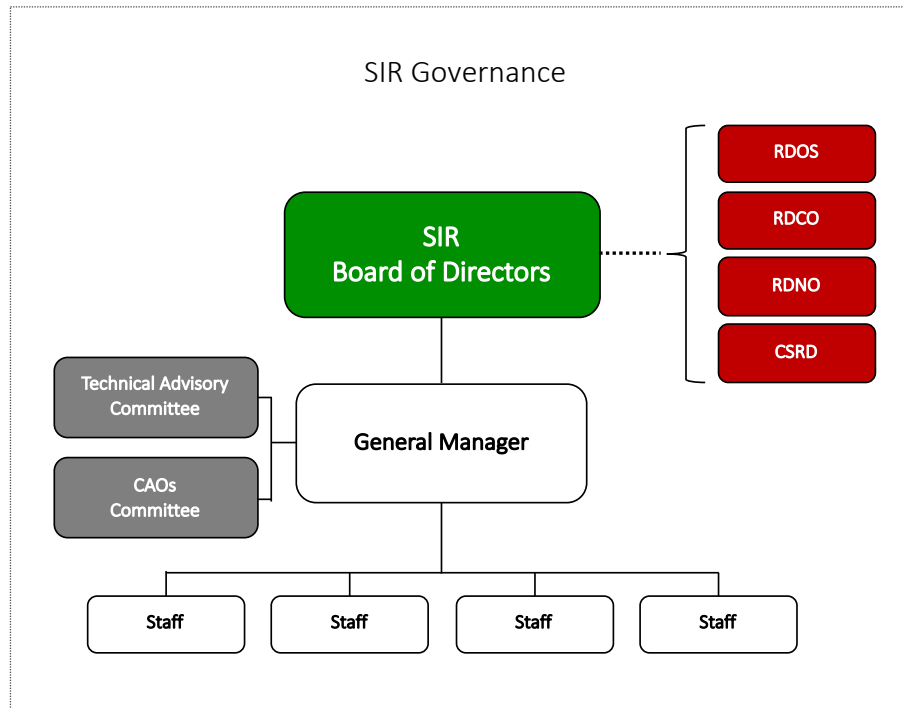 SIR Governance
RDOS
RDCO
SIR
Board of Directors
RDNO
CSRD
Technical Advisory
Committee
General Manager
CAOs
Committee
Staff
Staff
Staff
Staff